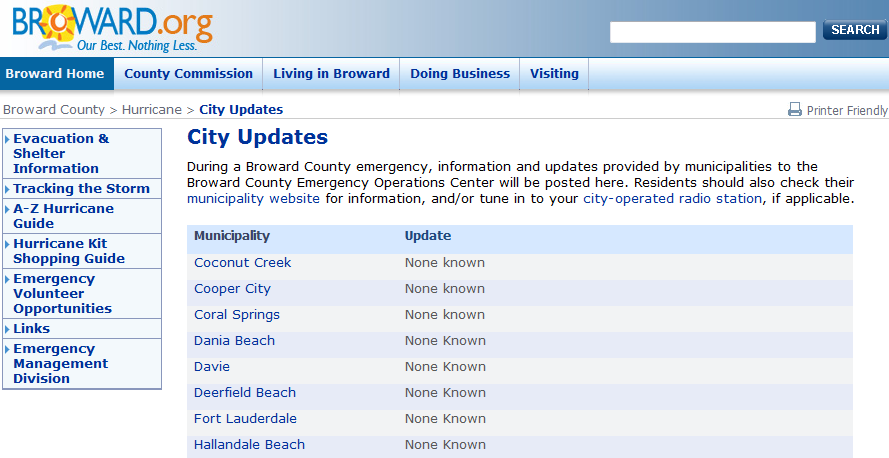 BROWARD.org
Our Best. Nothing Less.
SEARCH
Broward Home
County Commission
Living in Broward
Doing Business
Visiting
Broward County > Hurricane > City Updates
Printer Friendly
Evacuation &
Shelter
Information
Tracking the Storm
A-Z Hurricane
Guide
Hurricane Kit
Shopping Guide
Emergency
Volunteer
Opportunities
Links
Emergency
Management
Division
City Updates
During a Broward County emergency, information and updates provided by municipalities to the
Broward County Emergency Operations Center will be posted here. Residents should also check their
municipality website for information, and/or tune in to your city-operated radio station, if applicable.
Municipality Update
Coconut Creek None known
Cooper City None known
Coral Springs None known
Dania Beach None Known
Davie None Known
Deerfield Beach None Known
Fort Lauderdale None Known
Hallandale Beach None Known